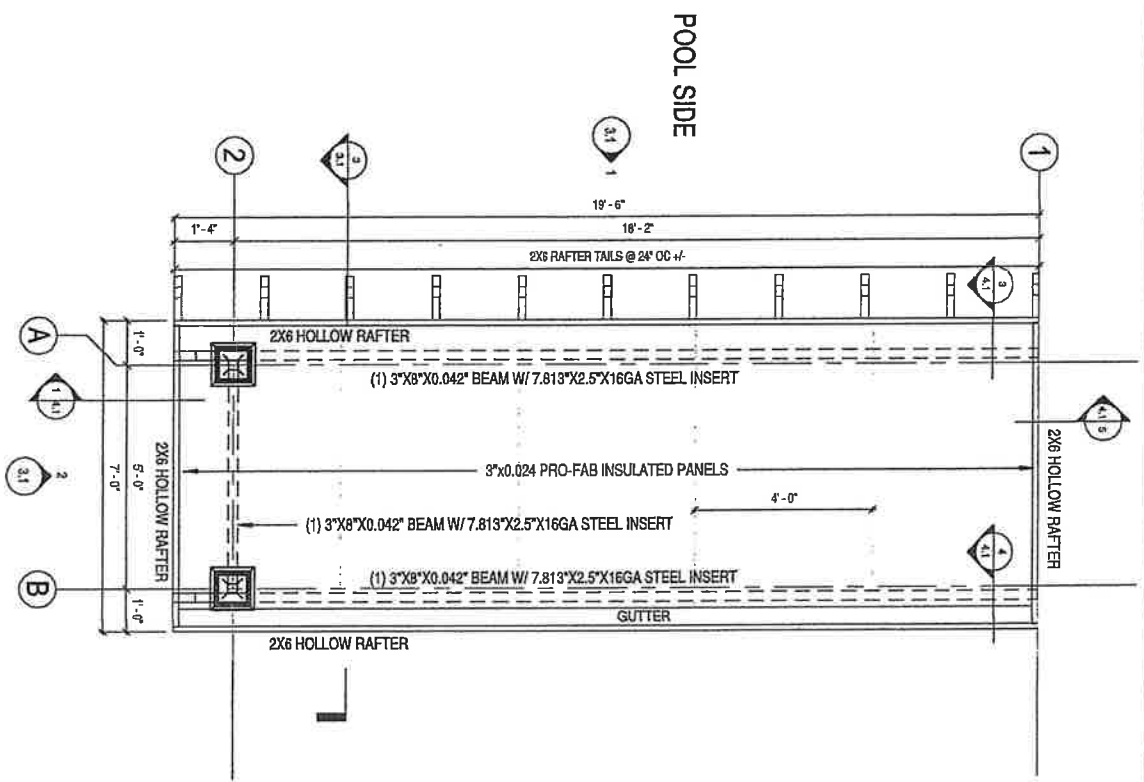 POOL SIDE
1
2
3.1
1
3
3.1
19'-6"
1'-4"
18'-2"
2X6 RAFTER TAILS @ 24" OC +/-
3
4.1
A
1'-0"
2X6 HOLLOW RAFTER
(1) 3"X8"X0.042" BEAM W/ 7.813"X2.5"X16GA STEEL INSERT
1
4.1
4.1
5
2X6 HOLLOW RAFTER
2X6 HOLLOW RAFTER
3"x0.024 PRO-FAB INSULATED PANELS
3.1
2
7'-0"
5'-0"
4'-0"
(1) 3"X8"X0.042" BEAM W/ 7.813"X2.5"X16GA STEEL INSERT
4
4.1
(1) 3"X8"X0.042" BEAM W/ 7.813"X2.5"X16GA STEEL INSERT
B
1'-0"
GUTTER
2X6 HOLLOW RAFTER